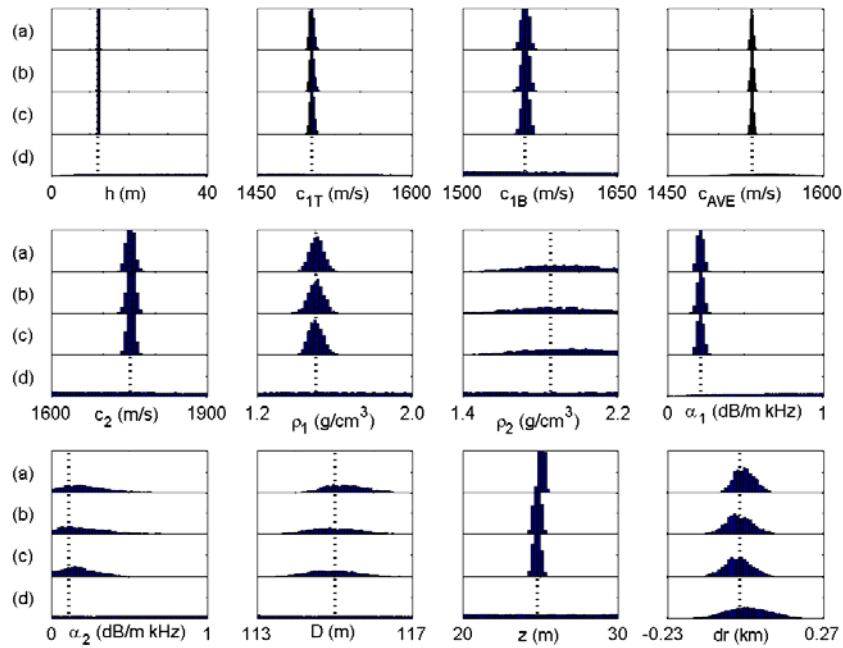 (a)
(b)
(c)
(d)
0 h (m) 40
1450 c1T (m/s) 1600
1500 c1B (m/s) 1650
1450 cAVE (m/s) 1600
(a)
(b)
(c)
(d)
1600 c2 (m/s) 1900
1.2 ρ1 (g/cm³) 2.0
1.4 ρ2 (g/cm³) 2.2
0 α1 (dB/m kHz) 1
(a)
(b)
(c)
(d)
0 α2 (dB/m kHz) 1
113 D (m) 117
20 z (m) 30
-0.23 dr (km) 0.27